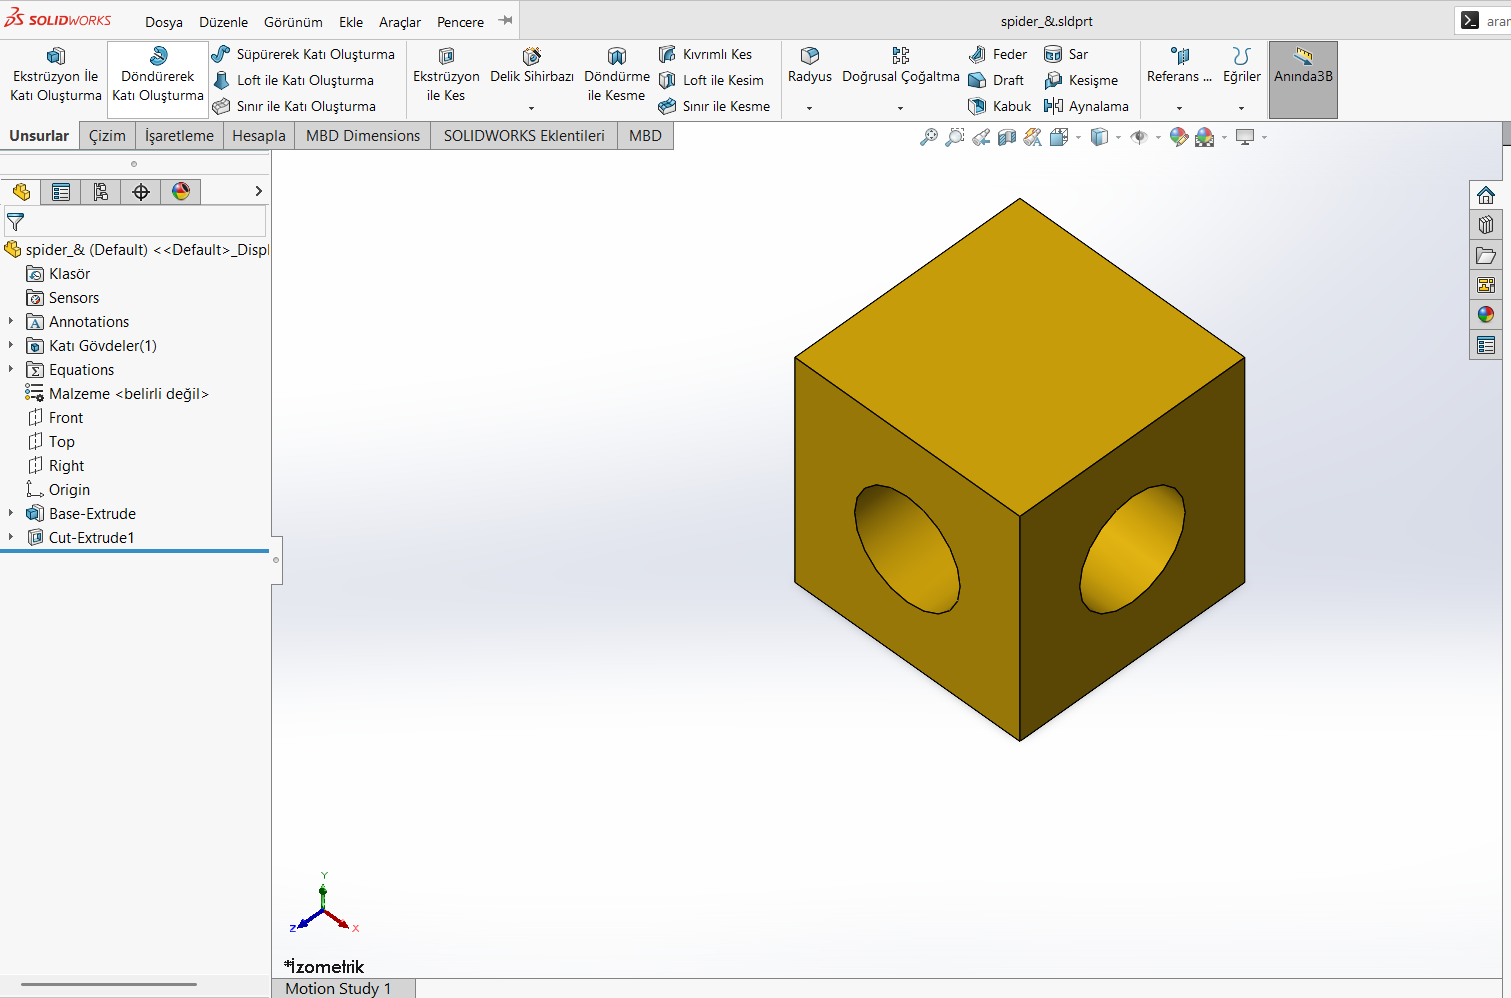 SOLIDWORKS Dosya Düzenle Görünüm Ekle Araçlar Pencere spider_&.sldprt arar
Ekstrüzyon İle Katı Oluşturma
Döndürerek Katı Oluşturma
Süpürerek Katı Oluşturma
Loft ile Katı Oluşturma
Sınır ile Katı Oluşturma
Ekstrüzyon ile Kes
Delik Sihirbazı
Döndürme ile Kesme
Kıvrımlı Kes
Loft ile Kesim
Sınır ile Kesme
Radyus
Doğrusal Çoğaltma
Feder
Draft
Kabuk
Sar
Kesişme
Aynalama
Referans ...
Eğriler
Anında3B
Unsurlar Çizim İşaretleme Hesapla MBD Dimensions SOLIDWORKS Eklentileri MBD
spider_& (Default) <<Default>_Displ
Klasör
Sensors
Annotations
Katı Gövdeler(1)
Equations
Malzeme <belirli değil>
Front
Top
Right
Origin
Base-Extrude
Cut-Extrude1
Y
Z
X
*İzometrik
Motion Study 1